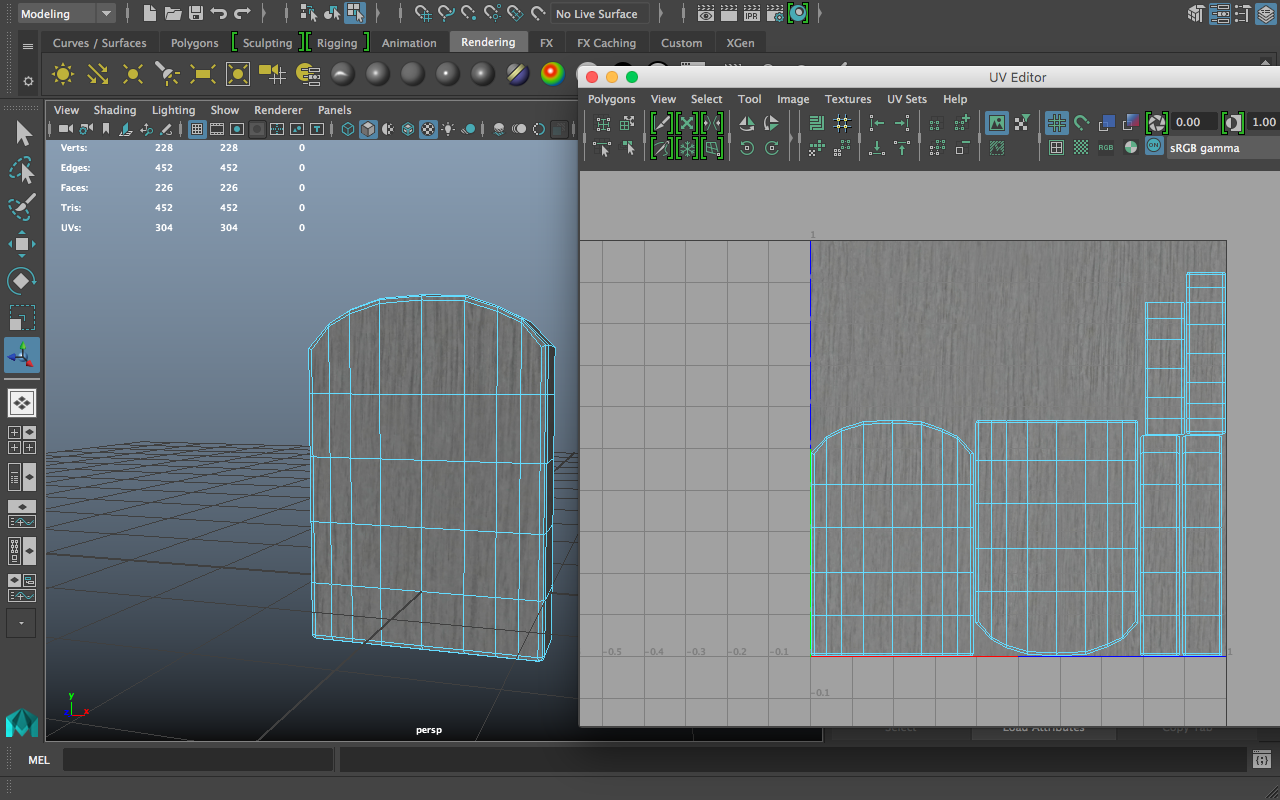 Modeling
No Live Surface
IPR
Curves / Surfaces Polygons Sculpting Rigging Animation Rendering FX FX Caching Custom XGen
View Shading Lighting Show Renderer Panels
Verts: 228 228 0
Edges: 452 452 0
Faces: 226 226 0
Tris: 452 452 0
UVs: 304 304 0
y
z x
persp
UV Editor
Polygons View Select Tool Image Textures UV Sets Help
0.00 1.00
RGB ON sRGB gamma
1
-0.5 -0.4 -0.3 -0.2 -0.1 1
-0.1
Select Load Attributes Copy Tab
MEL